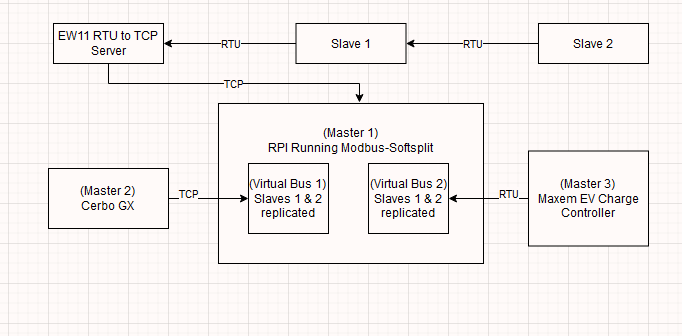 EW11 RTU to TCP
Server
RTU
Slave 1
RTU
Slave 2
TCP
(Master 1)
RPI Running Modbus-Softsplit
(Master 2)
Cerbo GX
TCP
(Virtual Bus 1)
Slaves 1 & 2
replicated
(Virtual Bus 2)
Slaves 1 & 2
replicated
RTU
(Master 3)
Maxem EV Charge
Controller